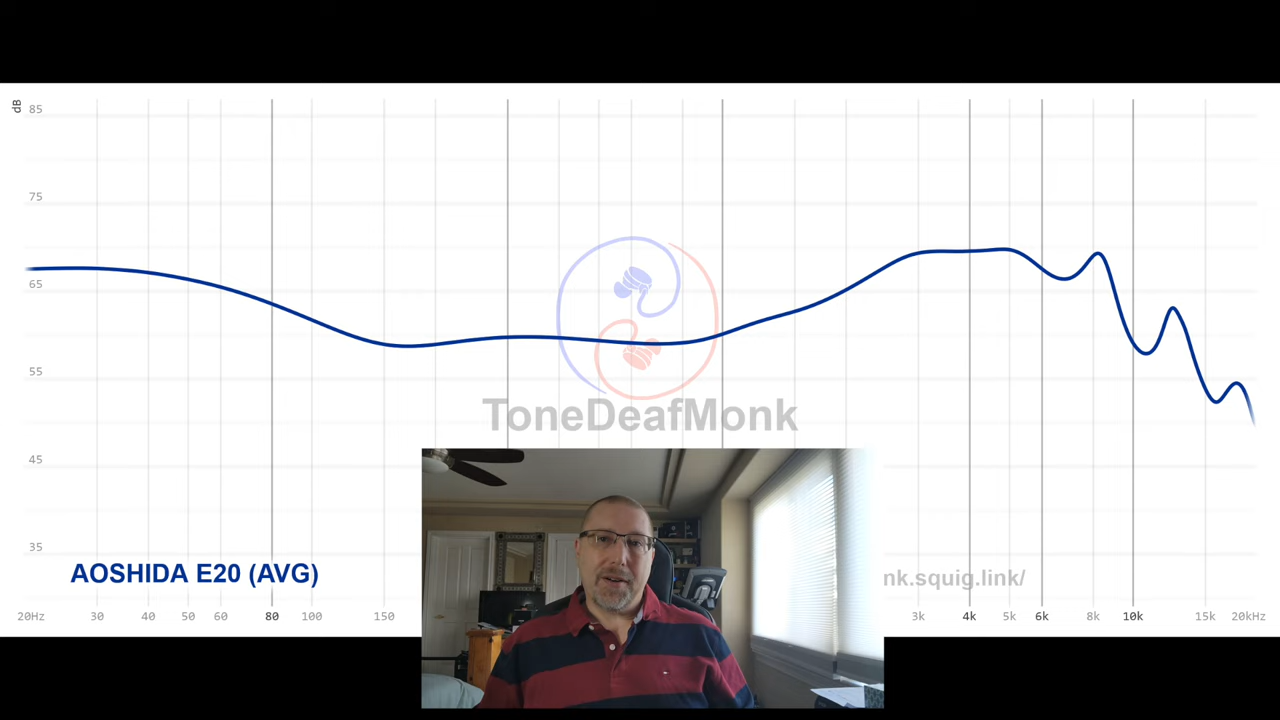 dB
85
75
65
55
45
35
ToneDeafMonk
AOSHIDA E20 (AVG)
nk.squig.link/
20Hz 30 40 50 60 80 100 150 3k 4k 5k 6k 8k 10k 15k 20kHz